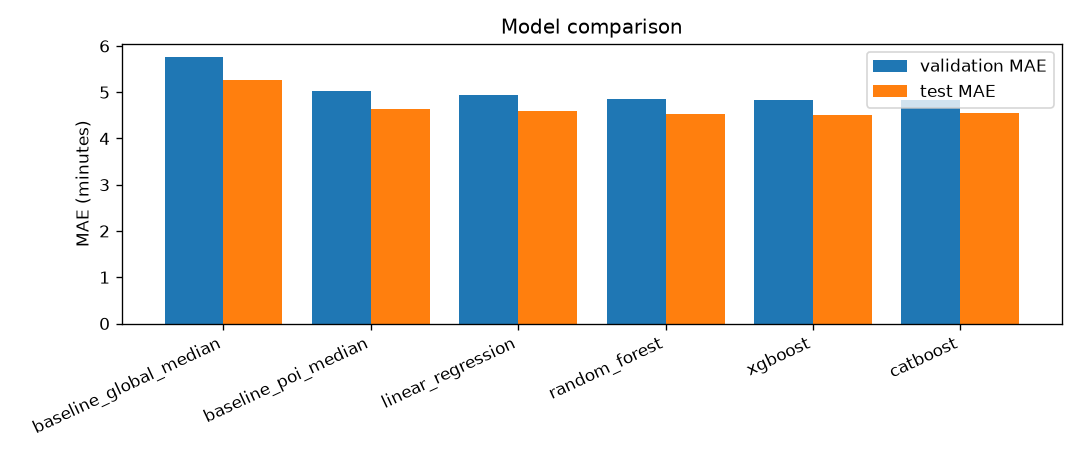 Model comparison
validation MAE
test MAE
MAE (minutes)
6
5
4
3
2
1
0
baseline_global_median
baseline_poi_median
linear_regression
random_forest
xgboost
catboost